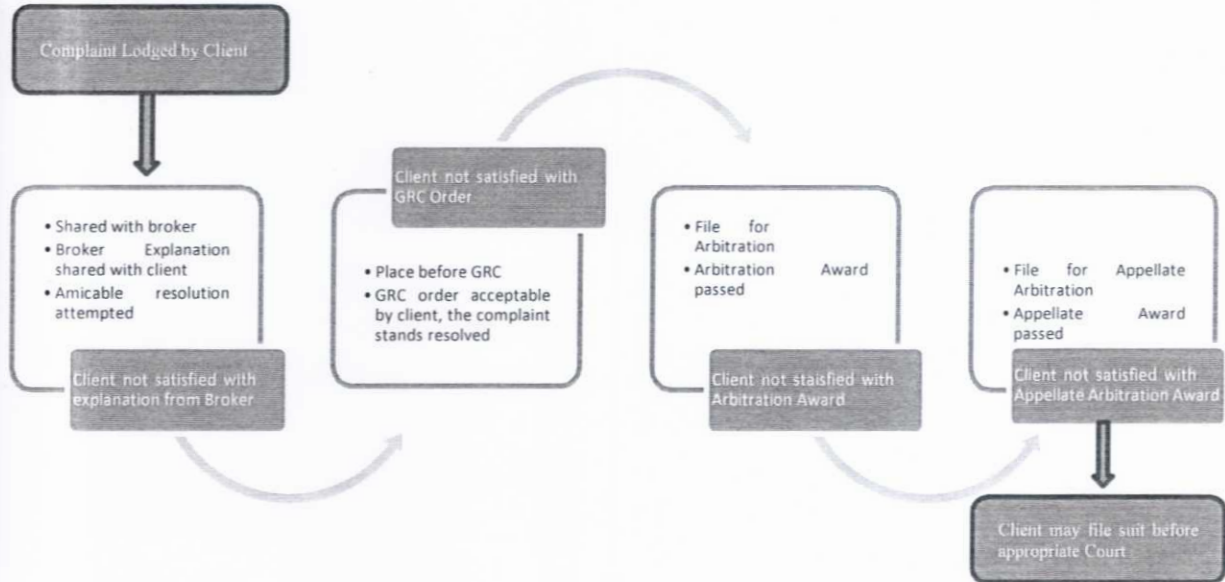 Complaint Lodged by Client
• Shared with broker
• Broker Explanation
shared with client
• Amicable resolution
attempted
Client not satisfied with
explanation from Broker
Client not satisfied with
GRC Order
• Place before GRC
• GRC order acceptable
by client, the complaint
stands resolved
• File for
Arbitration
• Arbitration Award
passed
Client not staisfied with
Arbitration Award
• File for Appellate
Arbitration
• Appellate Award
passed
Client not satisfied with
Appellate Arbitration Award
Client may file suit before
appropriate Court